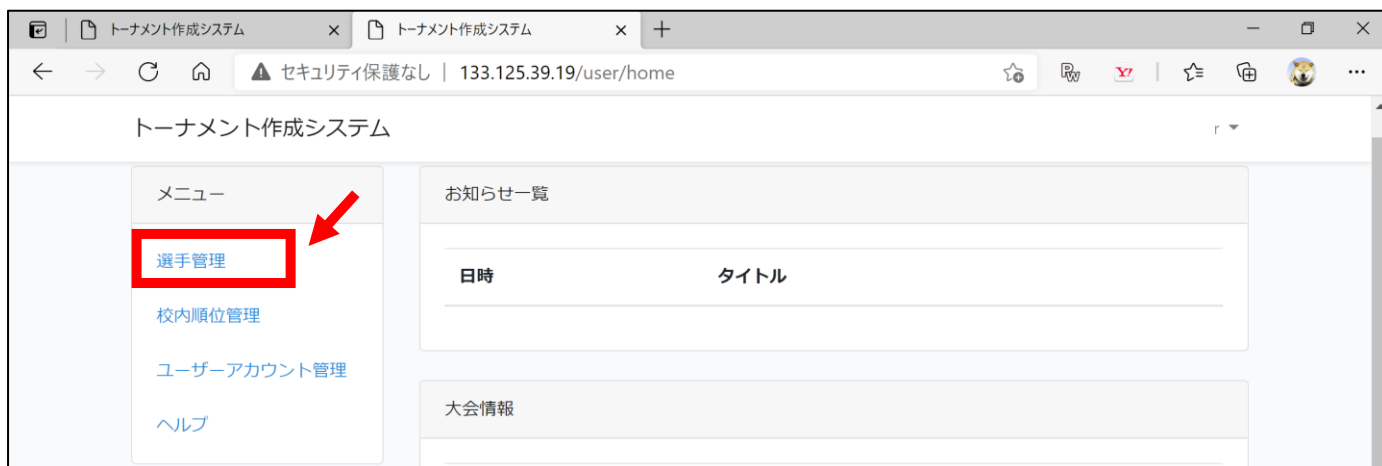 トーナメント作成システム
トーナメント作成システム
セキュリティ保護なし | 133.125.39.19/user/home
トーナメント作成システム
r
メニュー
お知らせ一覧
選手管理
日時 タイトル
校内順位管理
ユーザーアカウント管理
大会情報
ヘルプ